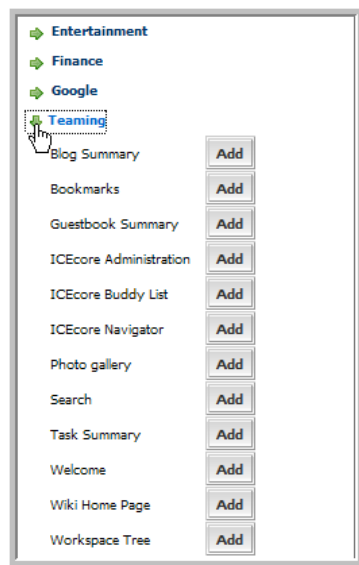 Entertainment
Finance
Google
Teaming
Blog Summary Add
Bookmarks Add
Guestbook Summary Add
ICEcore Administration Add
ICEcore Buddy List Add
ICEcore Navigator Add
Photo gallery Add
Search Add
Task Summary Add
Welcome Add
Wiki Home Page Add
Workspace Tree Add